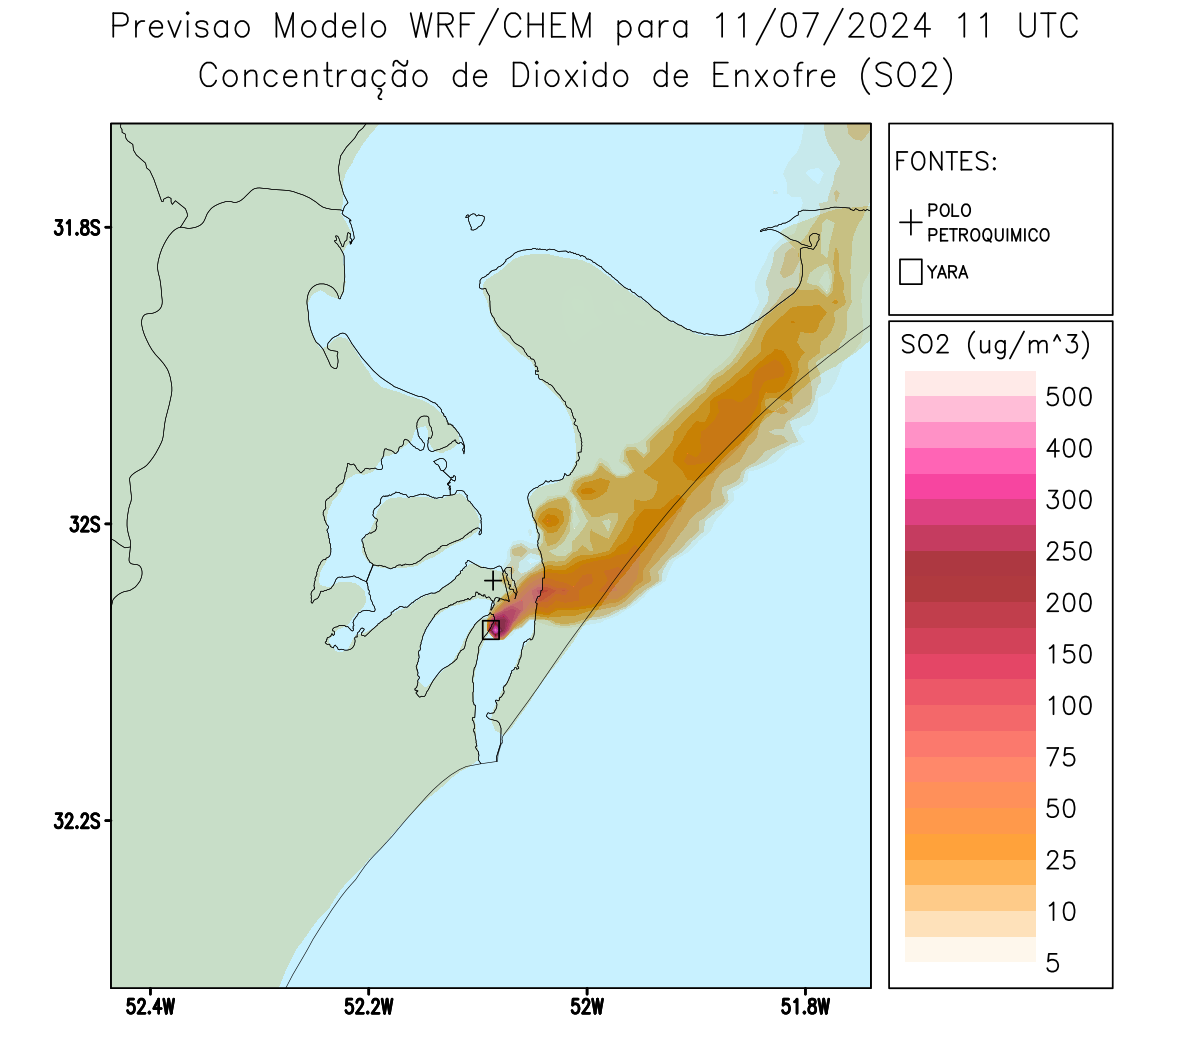 Previsao Modelo WRF/CHEM para 11/07/2024 11 UTC
Concentração de Dioxido de Enxofre (SO2)
FONTES:
POLO
PETROQUIMICO
YARA
SO2 (ug/m^3)
500
400
300
250
200
150
100
75
50
25
10
5
31.8S
32S
32.2S
52.4W
52.2W
52W
51.8W